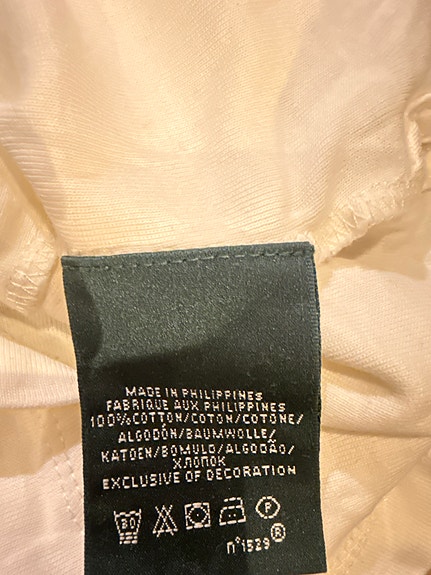 MADE IN PHILIPPINES
FABRIQUE AUX PHILIPPINES
100%COTTON/COTON/COTONE/
ALGODÓN/BAUMWOLLE/
KATOEN/BOMULD/ALGODÃO/
ХЛОПОК
EXCLUSIVE OF DECORATION
P
n°1529®